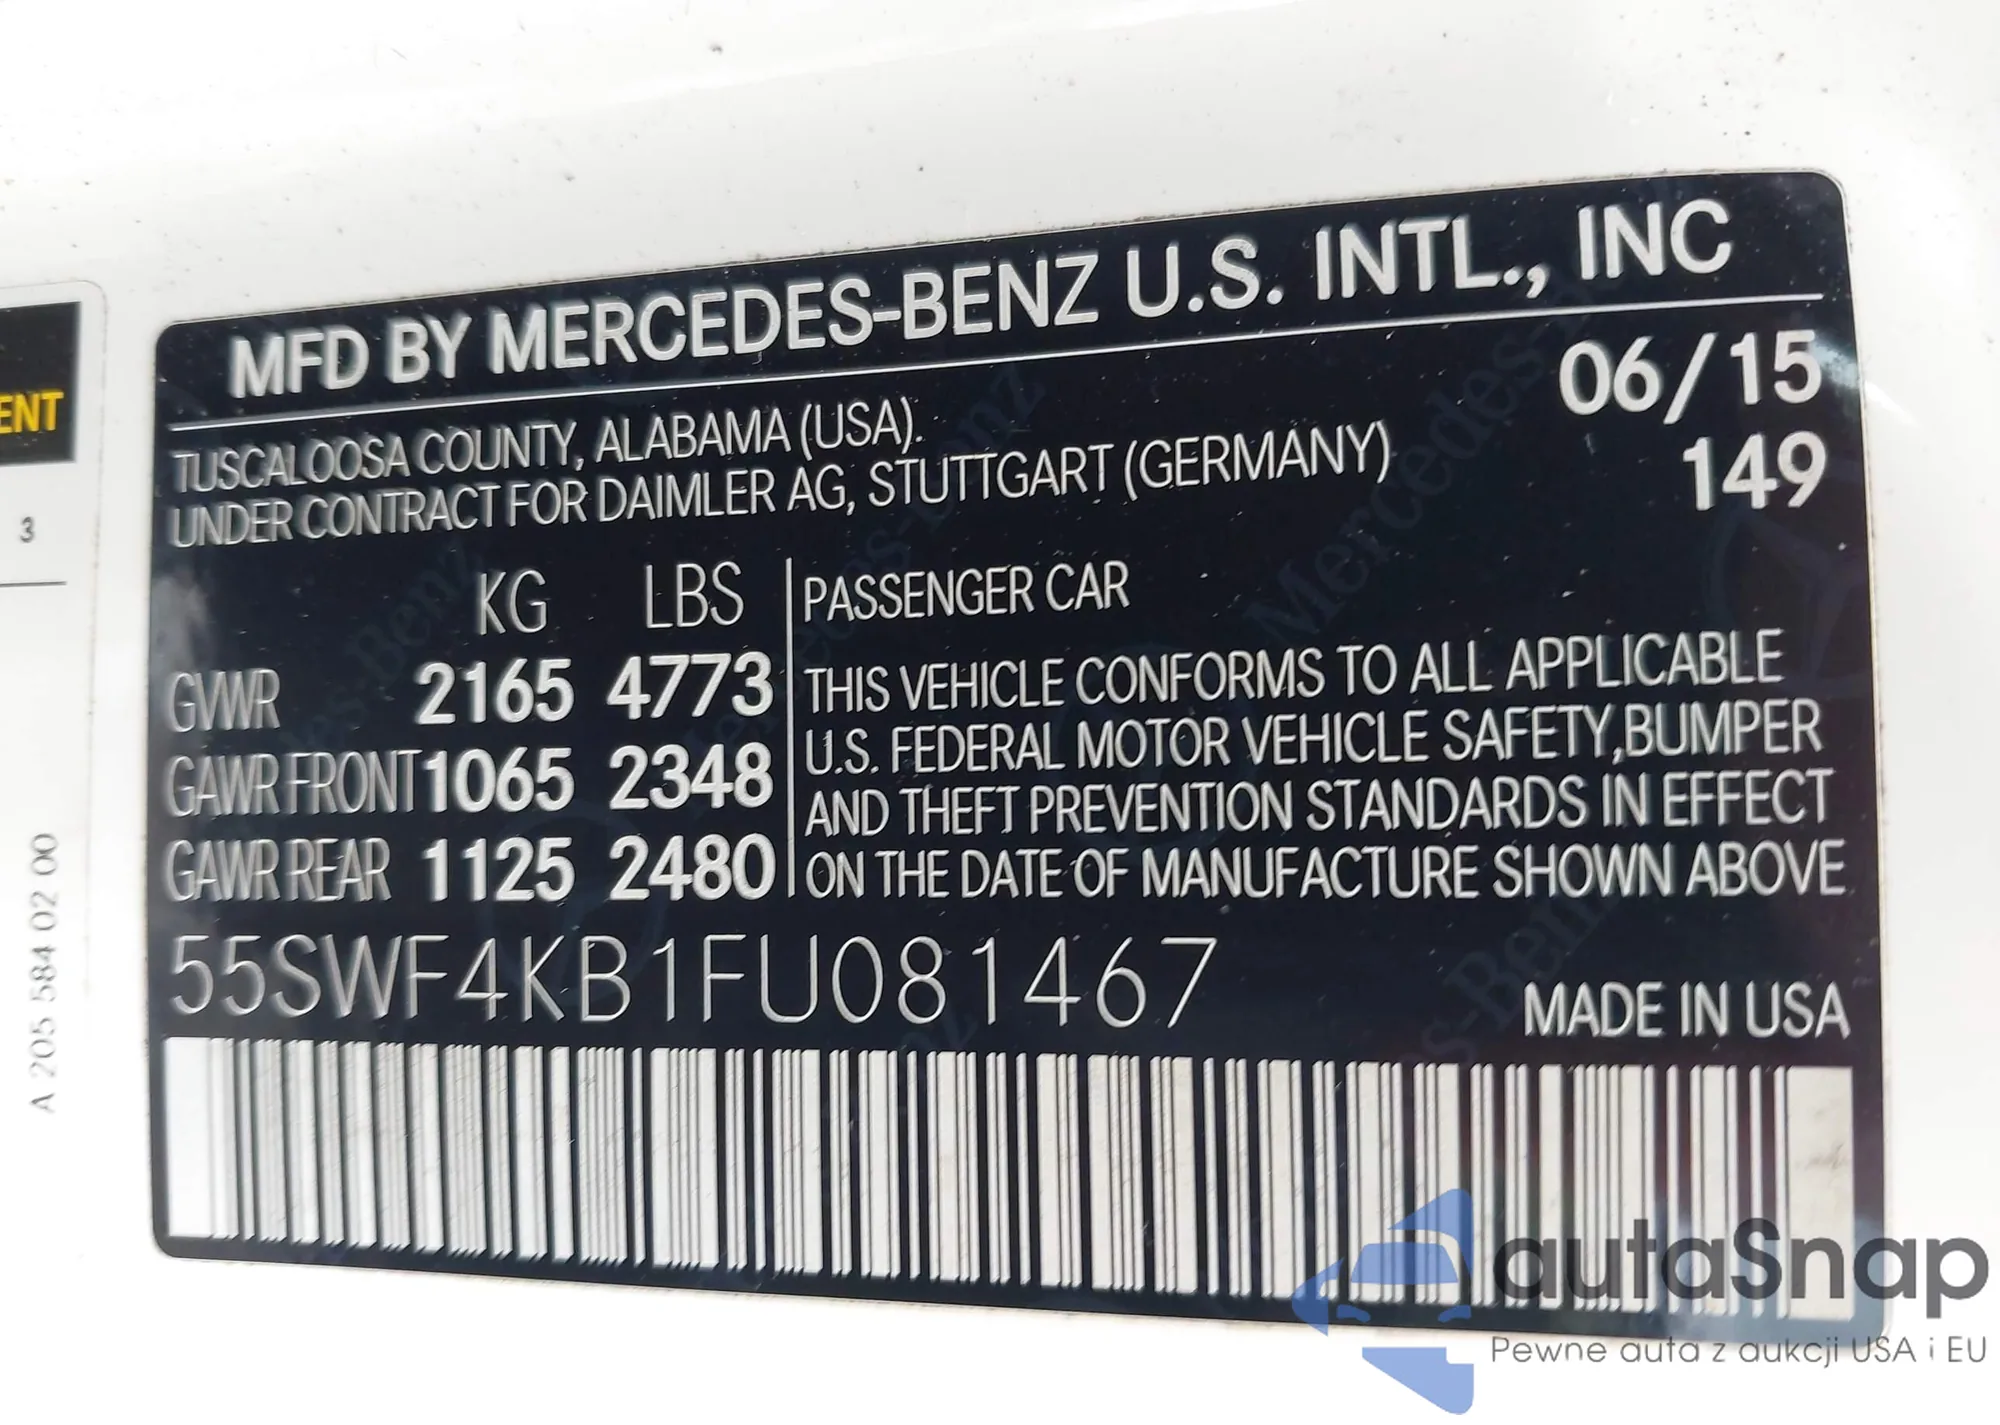 MFD BY MERCEDES-BENZ U.S. INTL., INC
06/15
TUSCALOOSA COUNTY, ALABAMA (USA).
UNDER CONTRACT FOR DAIMLER AG, STUTTGART (GERMANY)
149
KG LBS
GVWR 2165 4773
GAWR FRONT 1065 2348
GAWR REAR 1125 2480
PASSENGER CAR
THIS VEHICLE CONFORMS TO ALL APPLICABLE
U.S. FEDERAL MOTOR VEHICLE SAFETY,BUMPER
AND THEFT PREVENTION STANDARDS IN EFFECT
ON THE DATE OF MANUFACTURE SHOWN ABOVE
55SWF4KB1FU081467
MADE IN USA
ENT
3
A 205 584 02 00
autaSnap
Pewne auta z aukcji USA i EU